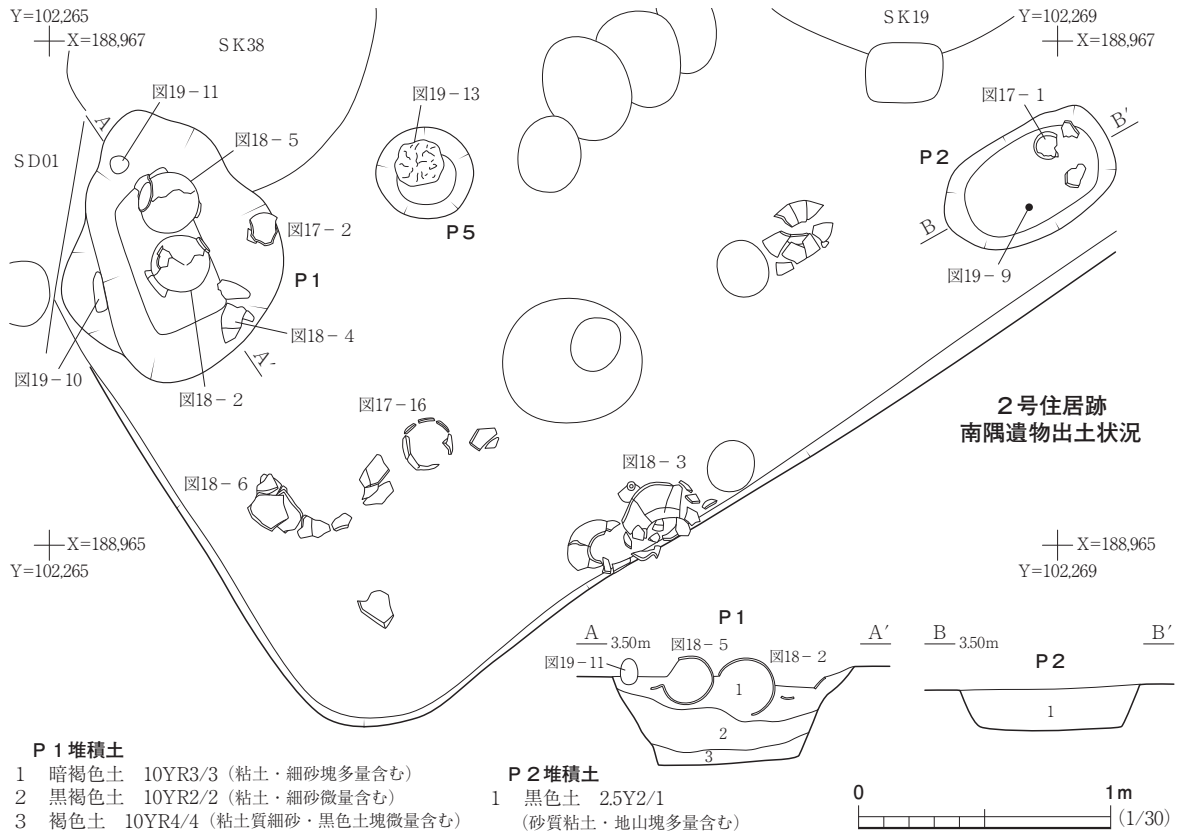 Y=102,265
X=188,967
SK38
SK19
Y=102,269
X=188,967
図19-11
図19-13
図17-1
A
B′
図18-5
SD01
P2
図17-2
P5
B
P1
図19-9
図18-4
A′
図19-10
図18-2
図17-16
2号住居跡
南隅遺物出土状況
図18-3
図18-6
X=188,965
Y=102,265
X=188,965
Y=102,269
P1
A 3.50m 図18-5 A′
B 3.50m B′
図19-11
図18-2
P2
1
1
2
3
P1堆積土
1 暗褐色土 10YR3/3(粘土・細砂塊多量含む)
2 黒褐色土 10YR2/2(粘土・細砂微量含む)
3 褐色土 10YR4/4(粘土質細砂・黒色土塊微量含む)
P2堆積土
1 黒色土 2.5Y2/1
(砂質粘土・地山塊多量含む)
0 1m
(1/30)